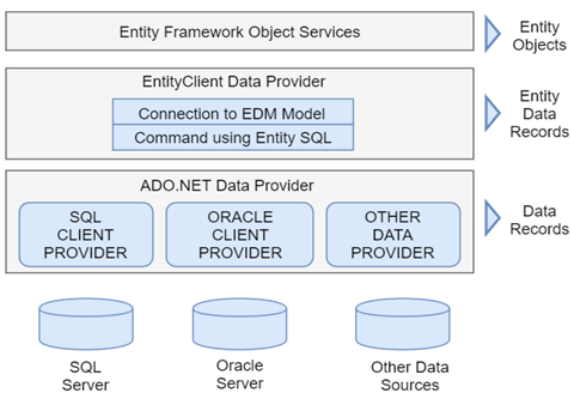 Entity Framework Object Services
Entity
Objects
EntityClient Data Provider
Connection to EDM Model
Command using Entity SQL
Entity
Data
Records
ADO.NET Data Provider
SQL
CLIENT
PROVIDER
ORACLE
CLIENT
PROVIDER
OTHER
DATA
PROVIDER
Data
Records
SQL
Server
Oracle
Server
Other Data
Sources